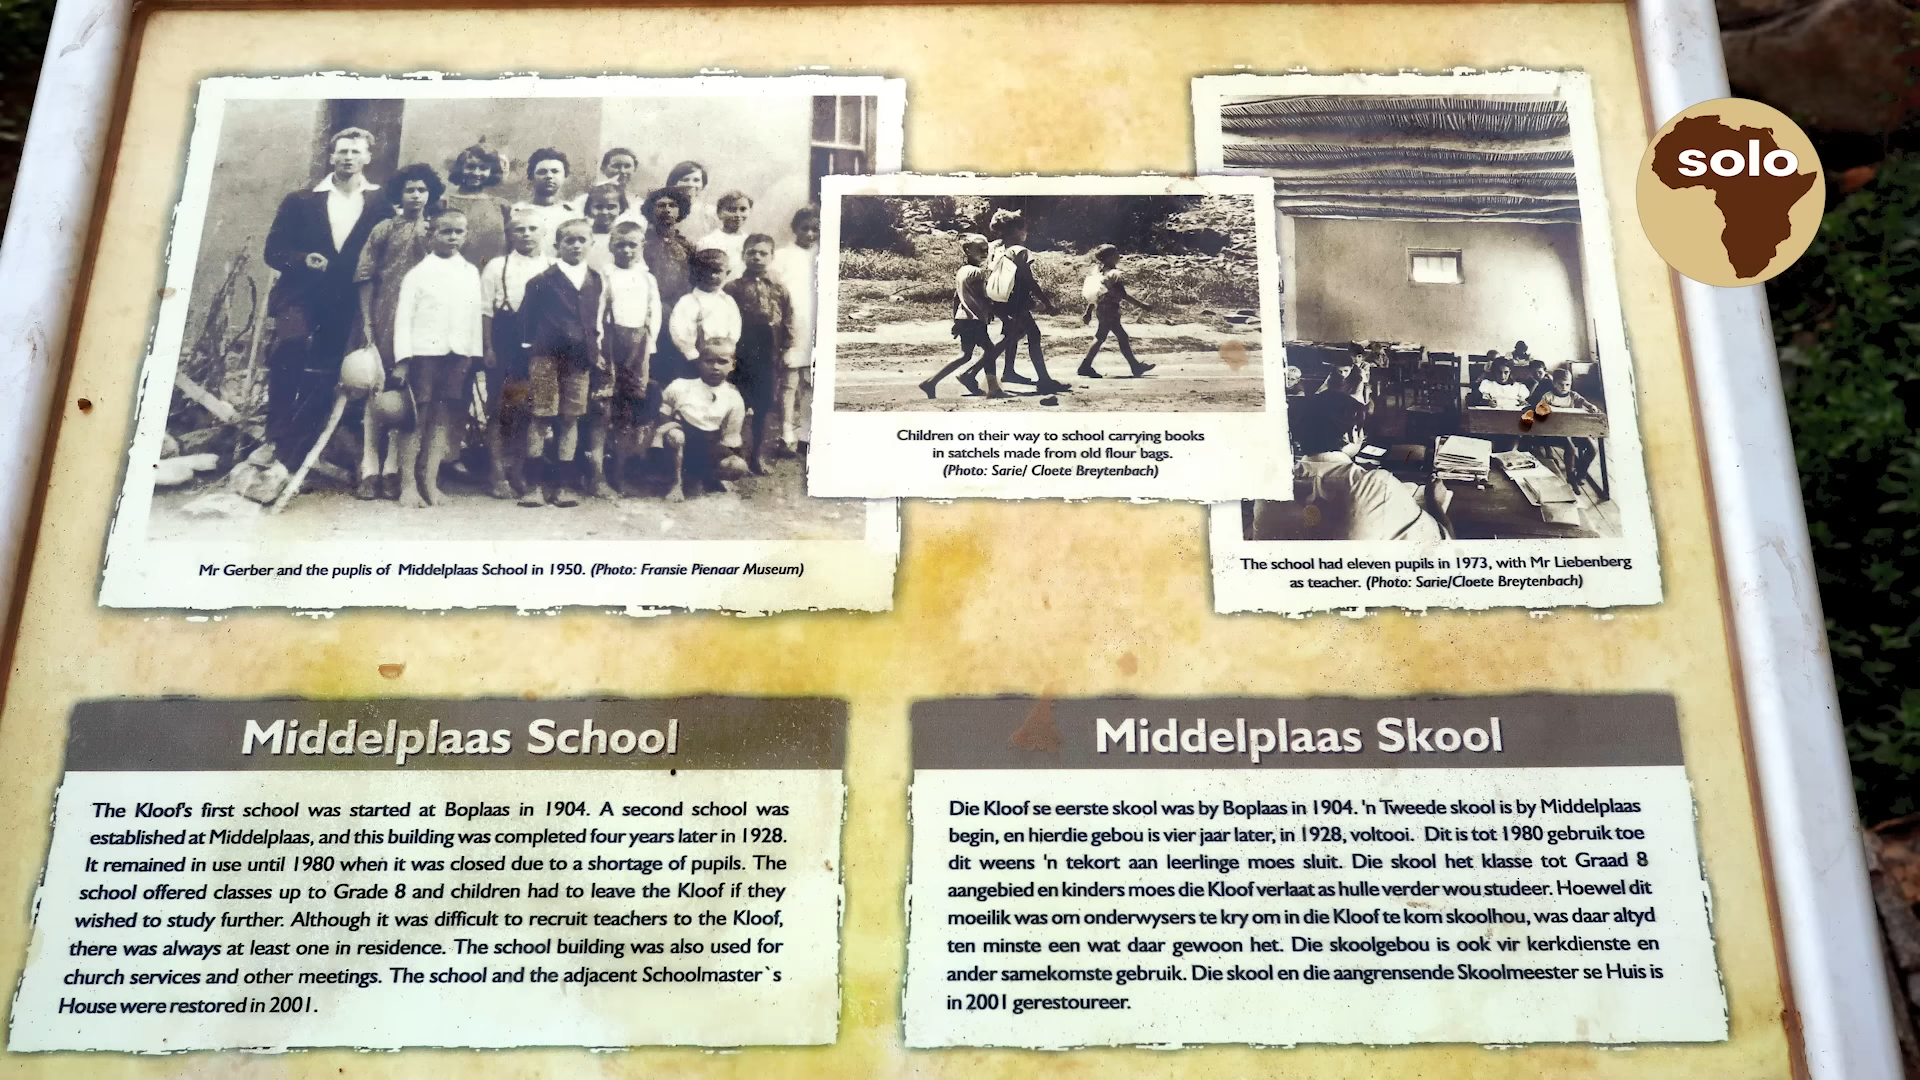 solo
Children on their way to school carrying books
in satchels made from old flour bags.
(Photo: Sarie/ Cloete Breytenbach)
Mr Gerber and the puplis of Middelplaas School in 1950. (Photo: Fransie Pienaar Museum)
The school had eleven pupils in 1973, with Mr Liebenberg
as teacher. (Photo: Sarie/Cloete Breytenbach)
Middelplaas School
The Kloof's first school was started at Boplaas in 1904. A second school was
established at Middelplaas, and this building was completed four years later in 1928.
It remained in use until 1980 when it was closed due to a shortage of pupils. The
school offered classes up to Grade 8 and children had to leave the Kloof if they
wished to study further. Although it was difficult to recruit teachers to the Kloof,
there was always at least one in residence. The school building was also used for
church services and other meetings. The school and the adjacent Schoolmaster`s
House were restored in 2001.
Middelplaas Skool
Die Kloof se eerste skool was by Boplaas in 1904. 'n Tweede skool is by Middelplaas
begin, en hierdie gebou is vier jaar later, in 1928, voltooi. Dit is tot 1980 gebruik toe
dit weens 'n tekort aan leerlinge moes sluit. Die skool het klasse tot Graad 8
aangebied en kinders moes die Kloof verlaat as hulle verder wou studeer. Hoewel dit
moeilik was om onderwysers te kry om in die Kloof te kom skoolhou, was daar altyd
ten minste een wat daar gewoon het. Die skoolgebou is ook vir kerkdienste en
ander samekomste gebruik. Die skool en die aangrensende Skoolmeester se Huis is
in 2001 gerestoureer.